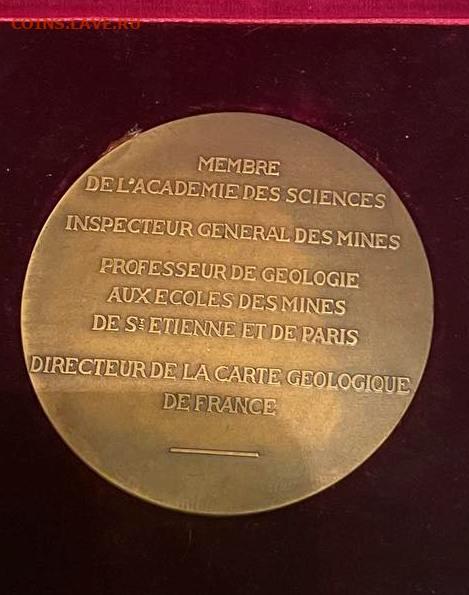 COINS.LAVE.RU
MEMBRE
DE L'ACADEMIE DES SCIENCES
INSPECTEUR GENERAL DES MINES
PROFESSEUR DE GEOLOGIE
AUX ECOLES DES MINES
DE ST ETIENNE ET DE PARIS
DIRECTEUR DE LA CARTE GEOLOGIQUE
DE FRANCE